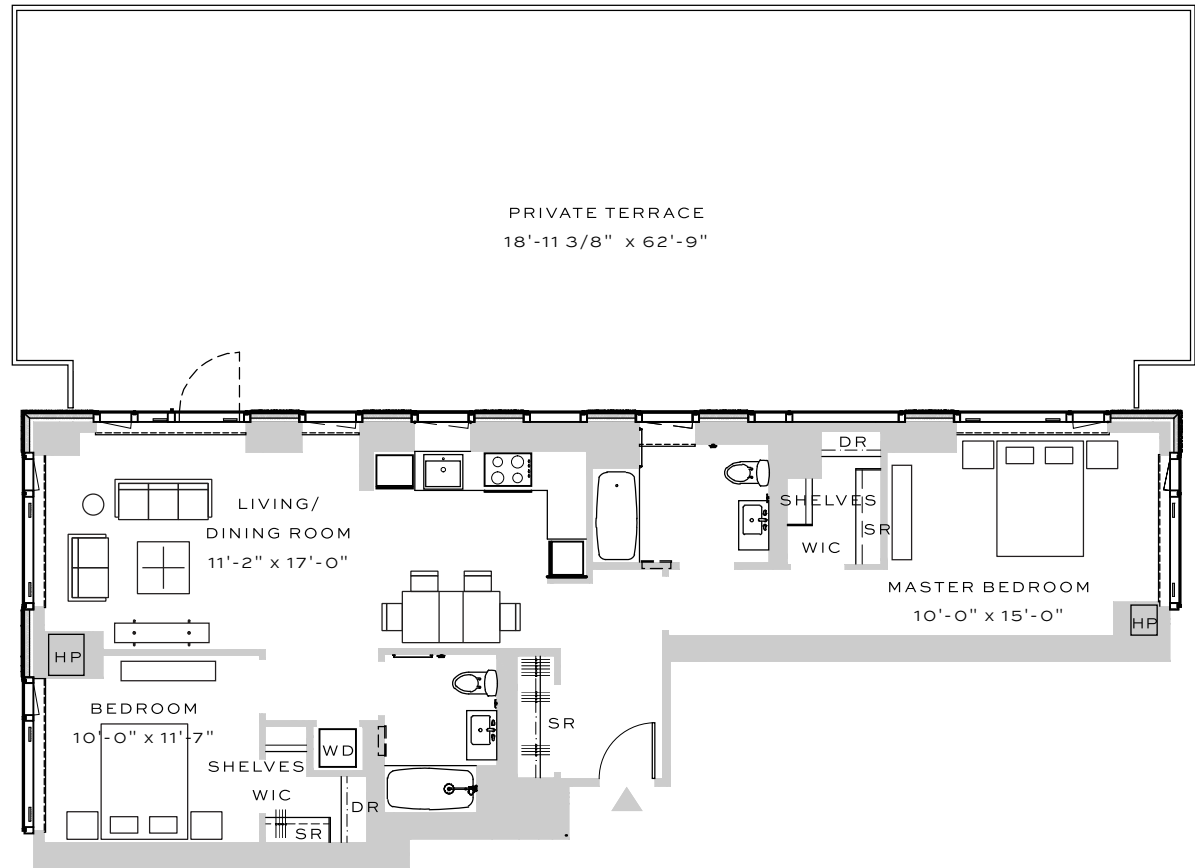 PRIVATE TERRACE
18'-11 3/8" x 62'-9"
DR
LIVING/
DINING ROOM
11'-2" x 17'-0"
SHELVES
SR
WIC
MASTER BEDROOM
10'-0" x 15'-0"
HP
HP
BEDROOM
10'-0" x 11'-7"
SR
WD
SHELVES
WIC
DR
SR